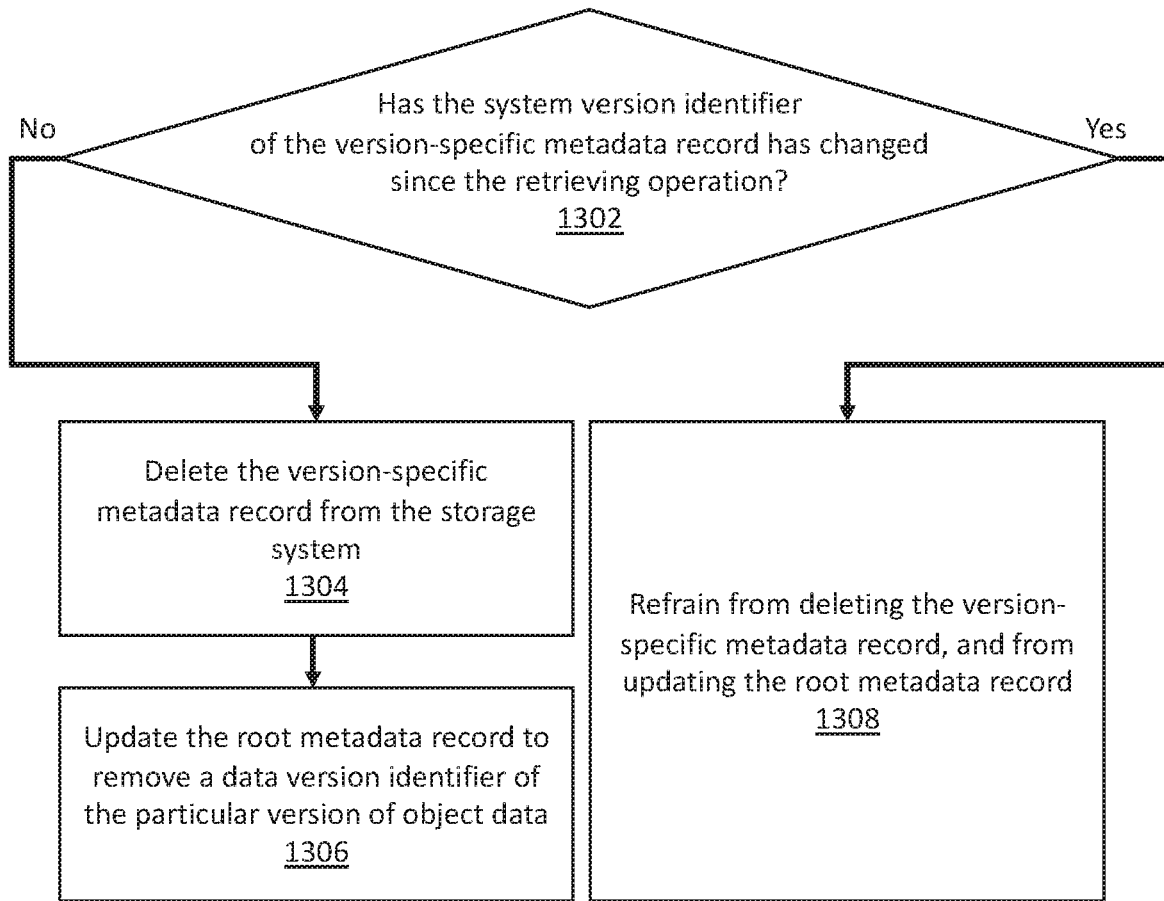 Has the system version identifier
No
of the version-specific metadata record has changed
Yes
since the retrieving operation?
1302
Delete the version-specific
metadata record from the storage
system
1304
Update the root metadata record to
remove a data version identifier of
the particular version of object data
1306
Refrain from deleting the version-
specific metadata record, and from
updating the root metadata record
1308